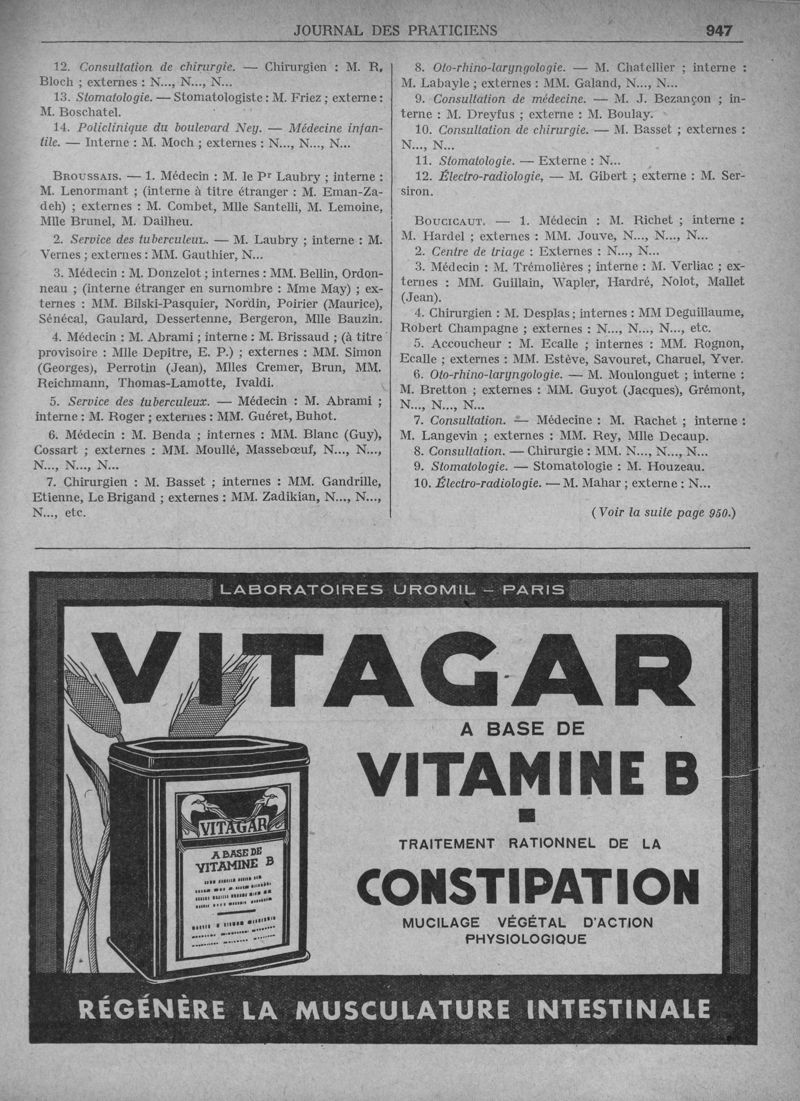 JOURNAL DES PRATICIENS 947
12. Consultation de chirurgie. — Chirurgien : M. R.
Bloch ; externes : N..., N..., N...
13. Stomatologie. — Stomatologiste : M. Friez ; externe :
M. Boschatel.
14. Policlinique du boulevard Ney. — Médecine infan-
tile. — Interne : M. Moch ; externes : N..., N..., N...
BROUSSAIS. — 1. Médecin : M. le Pr Laubry ; interne :
M. Lenormant ; (interne à titre étranger : M. Eman-Za-
deh) ; externes : M. Combet, Mlle Santelli, M. Lemoine,
Mlle Brunel, M. Dailheu.
2. Service des tuberculeuL. — M. Laubry ; interne : M.
Vernes ; externes : MM. Gauthier, N...
3. Médecin : M. Donzelot ; internes : MM. Bellin, Ordon-
neau ; (interne étranger en surnombre : Mme May) ; ex-
ternes : MM. Bilski-Pasquier, Nordin, Poirier (Maurice),
Sénécal, Gaulard, Dessertenne, Bergeron, Mlle Bauzin.
4. Médecin : M. Abrami ; interne : M. Brissaud ; (à titre
provisoire : Mlle Depitre, E. P.) ; externes : MM. Simon
(Georges), Perrotin (Jean), Mlles Cremer, Brun, MM.
Reichmann, Thomas-Lamotte, Ivaldi.
5. Service des tuberculeux. — Médecin : M. Abrami ;
interne : M. Roger ; externes : MM. Guéret, Buhot.
6. Médecin : M. Benda ; internes : MM. Blanc (Guy),
Cossart ; externes : MM. Moullé, Massebœuf, N..., N...,
N..., N..., N...
7. Chirurgien : M. Basset ; internes : MM. Gandrille,
Etienne, Le Brigand ; externes : MM. Zadikian, N..., N...,
N..., etc.
8. Oto-rhino-laryngologie. — M. Chatellier ; interne :
M. Labayle ; externes : MM. Galand, N..., N...
9. Consultation de médecine. — M. J. Bezançon ; in-
terne : M. Dreyfus ; externe : M. Boulay.
10. Consultation de chirurgie. — M. Basset ; externes :
N..., N...
11. Stomatologie. — Externe : N...
12. Électro-radiologie, — M. Gibert ; externe : M. Ser-
siron.
BOUCICAUT. — 1. Médecin : M. Richet ; interne :
M. Hardel ; externes : MM. Jouve, N..., N..., N...
2. Centre de triage : Externes : N..., N...
3. Médecin : M. Trémolières ; interne : M. Verliac ; ex-
ternes : MM. Guillain, Wapler, Hardré, Nolot, Mallet
(Jean).
4. Chirurgien : M. Desplas ; internes : MM Deguillaume,
Robert Champagne ; externes : N..., N..., N..., etc.
5. Accoucheur : M. Ecalle ; internes : MM. Rognon,
Ecalle ; externes : MM. Estève, Savouret, Charuel, Yver.
6. Oto-rhino-laryngologie. — M. Moulonguet ; interne :
M. Bretton ; externes : MM. Guyot (Jacques), Grémont,
N..., N..., N...
7. Consultation. — Médecine : M. Rachet ; interne :
M. Langevin ; externes : MM. Rey, Mlle Decaup.
8. Consultation. — Chirurgie : MM. N..., N..., N...
9. Stomatologie. — Stomatologie : M. Houzeau.
10. Électro-radiologie. — M. Mahar ; externe : N...
(Voir la suite page 950.)
LABORATOIRES UROMIL – PARIS
VITAGAR
A BASE DE
VITAMINE B
TRAITEMENT RATIONNEL DE LA
CONSTIPATION
MUCILAGE VÉGÉTAL D'ACTION
PHYSIOLOGIQUE
VITAGAR
A BASE DE
VITAMINE B
RÉGÉNÈRE LA MUSCULATURE INTESTINALE